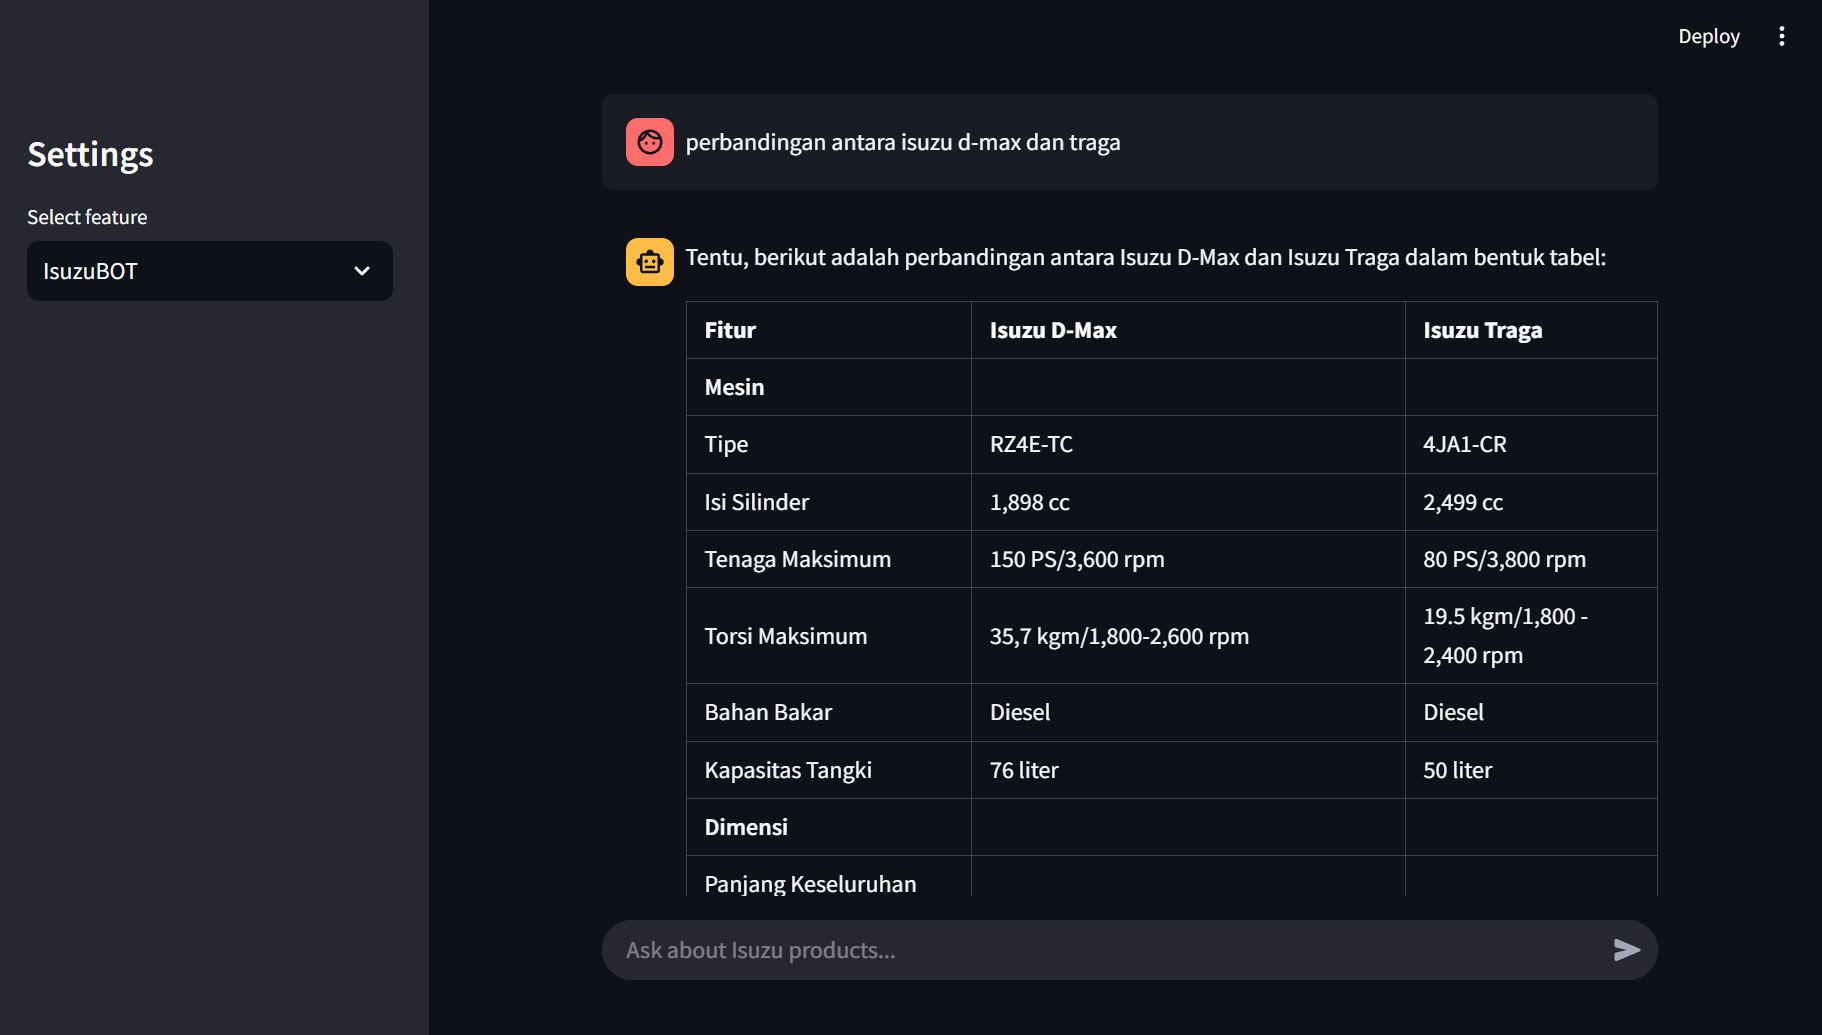 Deploy
Settings
Select feature
IsuzuBOT
perbandingan antara isuzu d-max dan traga
Tentu, berikut adalah perbandingan antara Isuzu D-Max dan Isuzu Traga dalam bentuk tabel:
Fitur Isuzu D-Max Isuzu Traga
Mesin
Tipe RZ4E-TC 4JA1-CR
Isi Silinder 1,898 cc 2,499 cc
Tenaga Maksimum 150 PS/3,600 rpm 80 PS/3,800 rpm
Torsi Maksimum 35,7 kgm/1,800-2,600 rpm 19.5 kgm/1,800 -
2,400 rpm
Bahan Bakar Diesel Diesel
Kapasitas Tangki 76 liter 50 liter
Dimensi
Panjang Keseluruhan
Ask about Isuzu products...